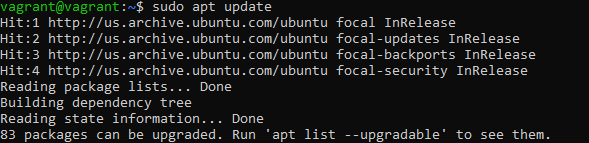 vagrant@vagrant:~$ sudo apt update
Hit:1 http://us.archive.ubuntu.com/ubuntu focal InRelease
Hit:2 http://us.archive.ubuntu.com/ubuntu focal-updates InRelease
Hit:3 http://us.archive.ubuntu.com/ubuntu focal-backports InRelease
Hit:4 http://us.archive.ubuntu.com/ubuntu focal-security InRelease
Reading package lists... Done
Building dependency tree
Reading state information... Done
83 packages can be upgraded. Run 'apt list --upgradable' to see them.